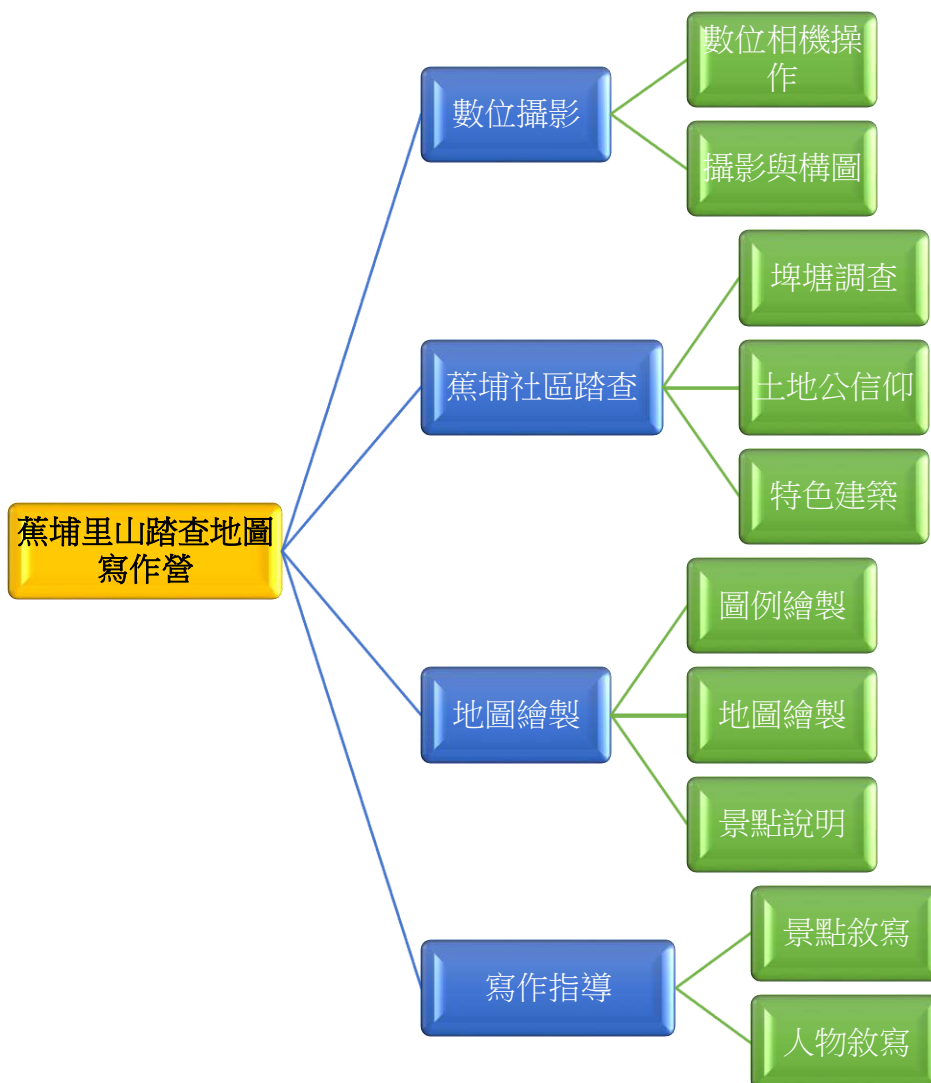 蕉埔里山踏查地圖
寫作營
數位攝影
數位相機操
作
攝影與構圖
蕉埔社區踏查
埤塘調查
土地公信仰
特色建築
地圖繪製
圖例繪製
地圖繪製
景點說明
寫作指導
景點敘寫
人物敘寫